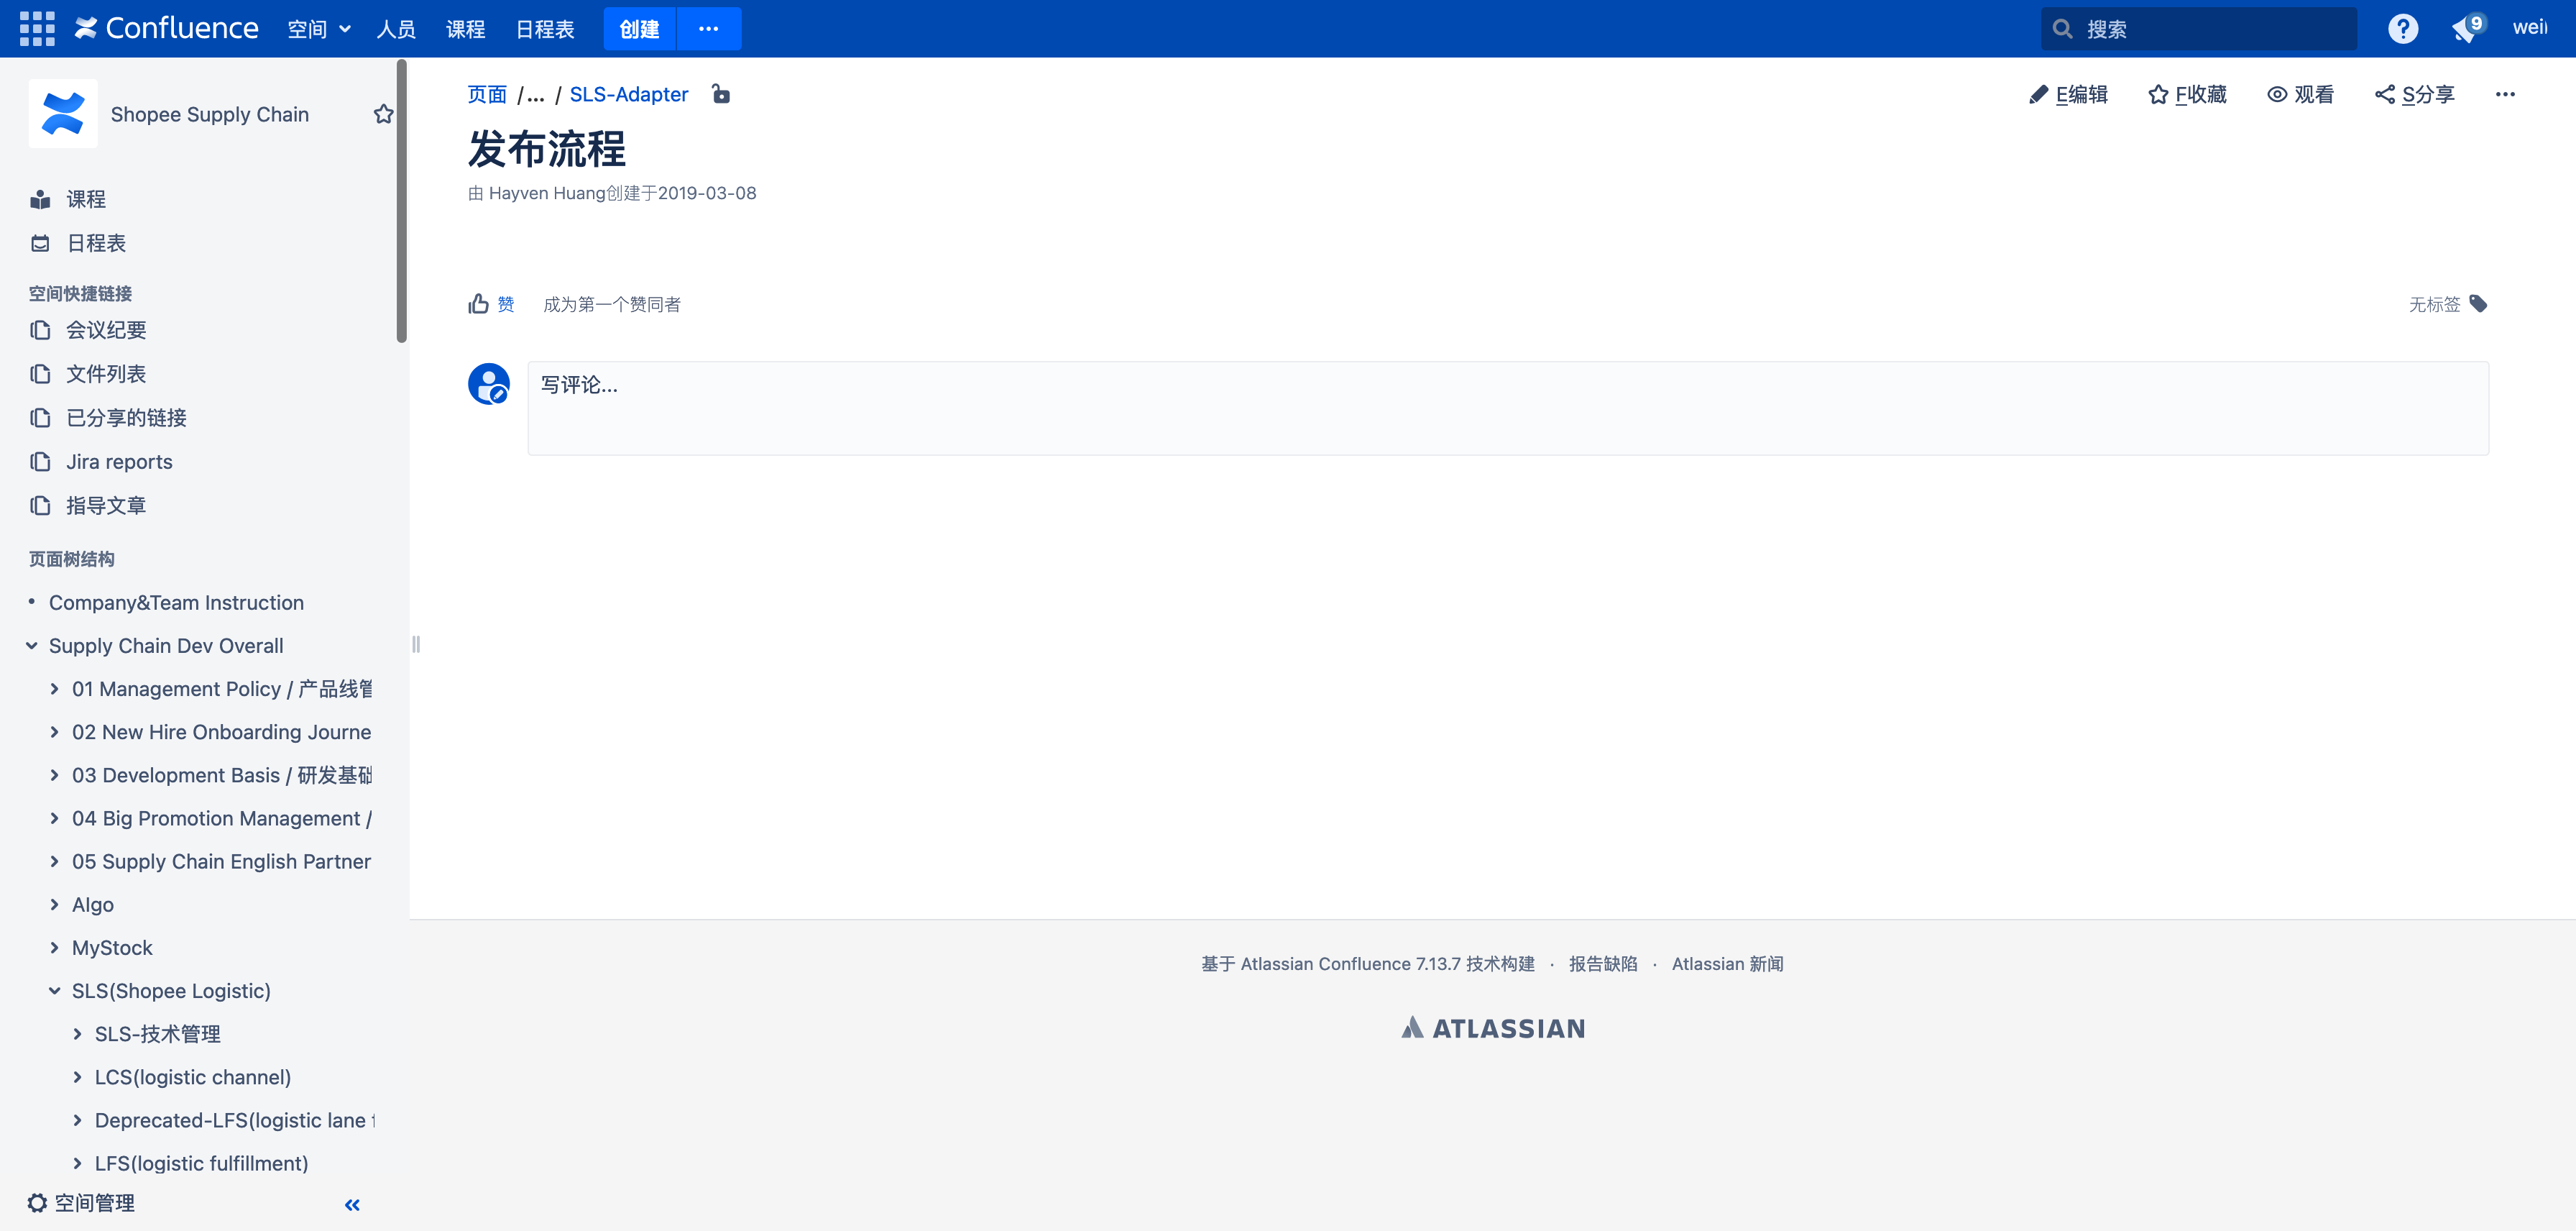 Confluence 空间 人员 课程 日程表 创建 ··· 搜索 ? 9 wei
Shopee Supply Chain
课程
日程表
空间快捷链接
会议纪要
文件列表
已分享的链接
Jira reports
指导文章
页面树结构
• Company&Team Instruction
Supply Chain Dev Overall
01 Management Policy / 产品线管
02 New Hire Onboarding Journe
03 Development Basis / 研发基础
04 Big Promotion Management /
05 Supply Chain English Partner
Algo
MyStock
SLS(Shopee Logistic)
SLS-技术管理
LCS(logistic channel)
Deprecated-LFS(logistic lane f
LFS(logistic fulfillment)
空间管理 «
页面 /... / SLS-Adapter
E编辑 F收藏 观看 S分享 ···
发布流程
由 Hayven Huang创建于2019-03-08
赞 成为第一个赞同者
无标签
写评论...
基于 Atlassian Confluence 7.13.7 技术构建 · 报告缺陷 · Atlassian 新闻
ATLASSIAN